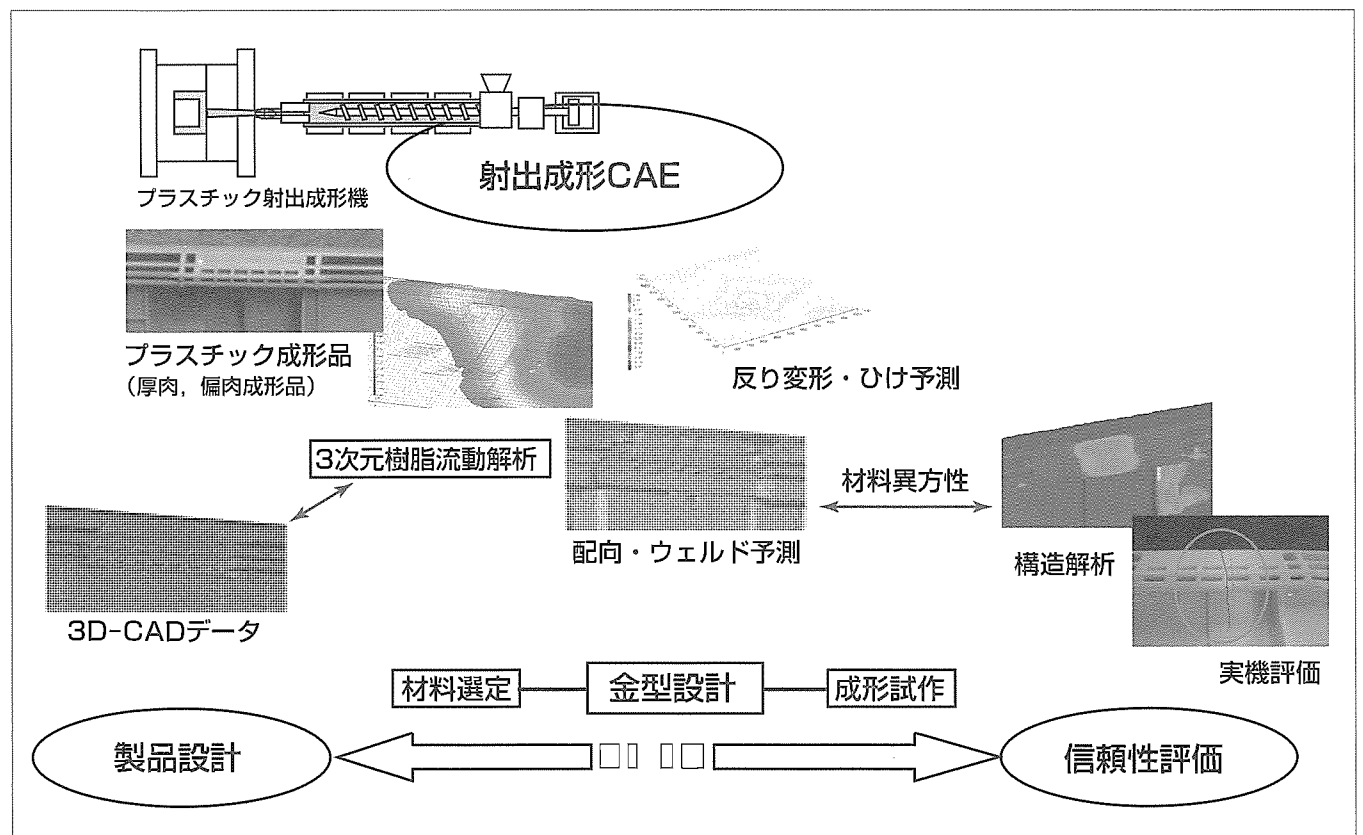 射出成形CAE
プラスチック射出成形機
プラスチック成形品
（厚肉，偏肉成形品）
反り変形・ひけ予測
3次元樹脂流動解析
材料異方性
配向・ウェルド予測
構造解析
3D-CADデータ
実機評価
材料選定
金型設計
成形試作
製品設計
信頼性評価